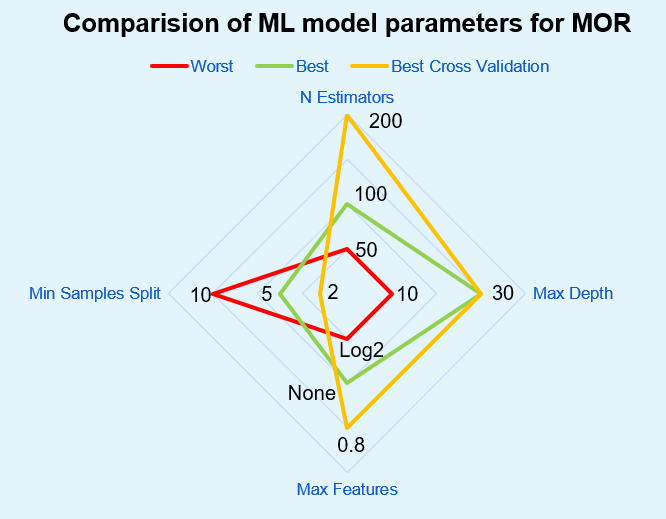 Comparision of ML model parameters for MOR
Worst Best Best Cross Validation
N Estimators
200
100
50
Min Samples Split 10 5 2 10 30 Max Depth
Log2
None
0.8
Max Features